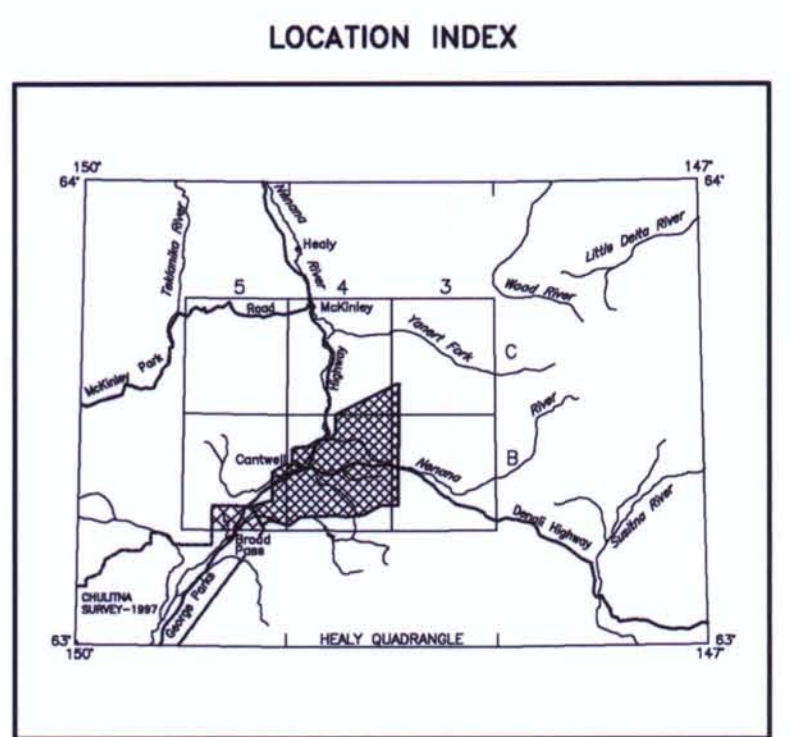 LOCATION INDEX
150° 147°
64° 64°
Teklanika River
Nenana River
Healy
Little Delta River
Wood River
5 4 3
McKinley Park Road
McKinley
Highway
Yanert Fork
C
River
Cantwell
Nenana
B
Denali Highway
Susitna River
Broad
Pass
CHULITNA
SURVEY-1997
George Parks
63° HEALY QUADRANGLE 63°
150° 147°